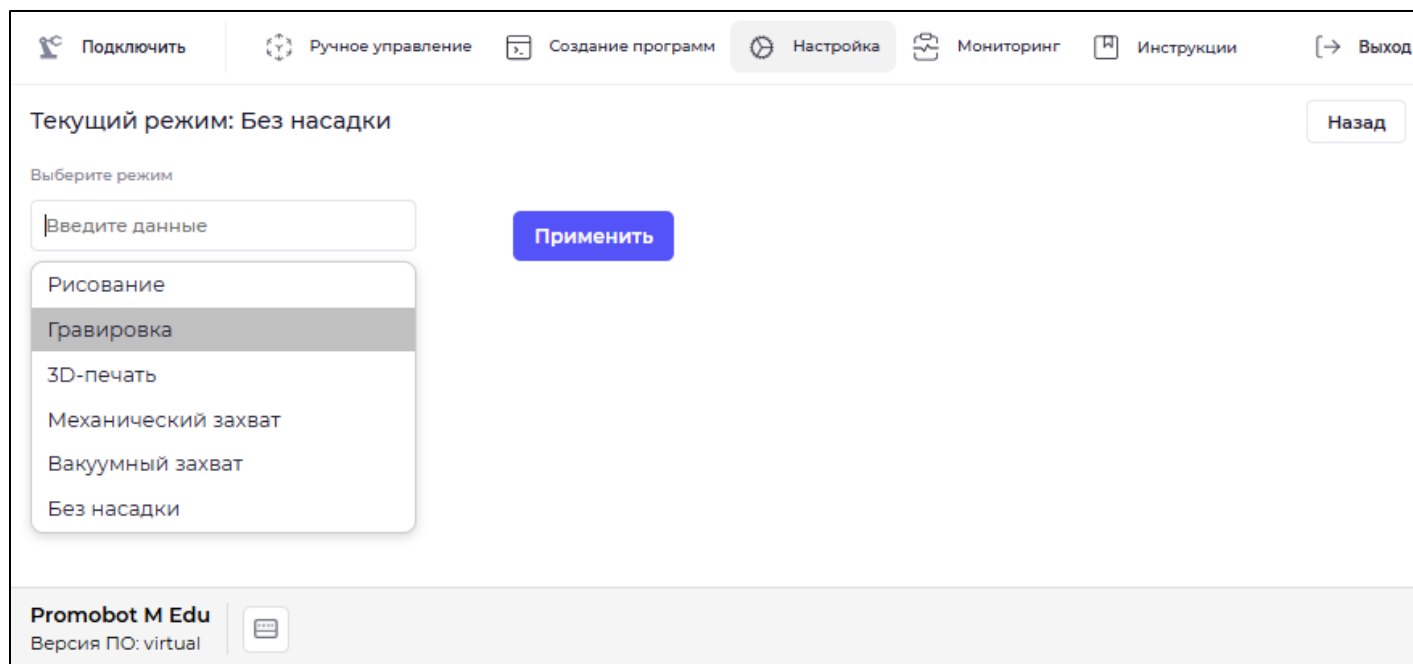 Подключить Ручное управление Создание программ Настройка Мониторинг Инструкции Выход
Текущий режим: Без насадки Назад
Выберите режим
Введите данные Применить
Рисование
Гравировка
3D-печать
Механический захват
Вакуумный захват
Без насадки
Promobot M Edu
Версия ПО: virtual